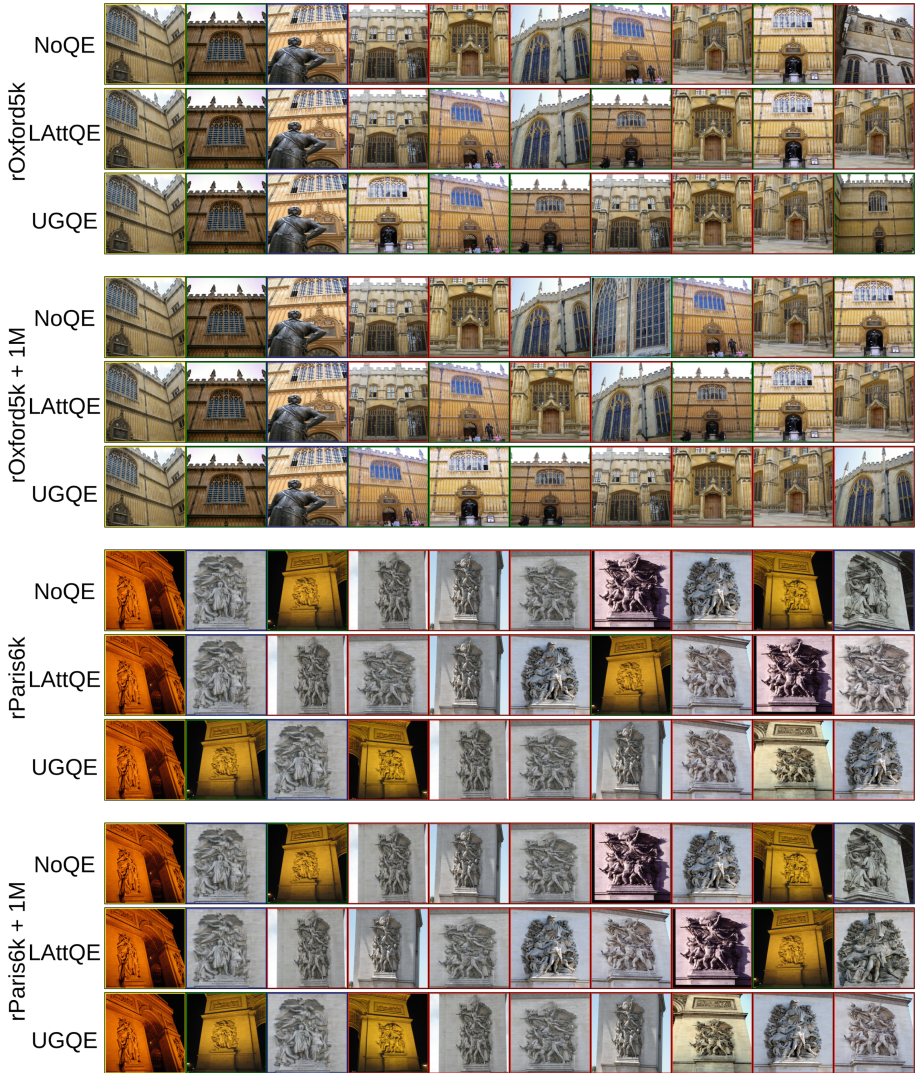 rOxford5k
NoQE
LAttQE
UGQE
rOxford5k + 1M
NoQE
LAttQE
UGQE
rParis6k
NoQE
LAttQE
UGQE
rParis6k + 1M
NoQE
LAttQE
UGQE